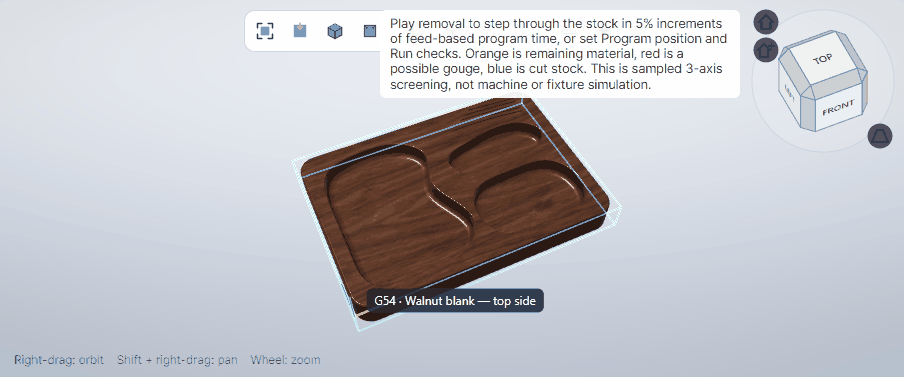 Play removal to step through the stock in 5% increments
of feed-based program time, or set Program position and
Run checks. Orange is remaining material, red is a
possible gouge, blue is cut stock. This is sampled 3-axis
screening, not machine or fixture simulation.
TOP
FRONT
G54 · Walnut blank — top side
Right-drag: orbit Shift + right-drag: pan Wheel: zoom